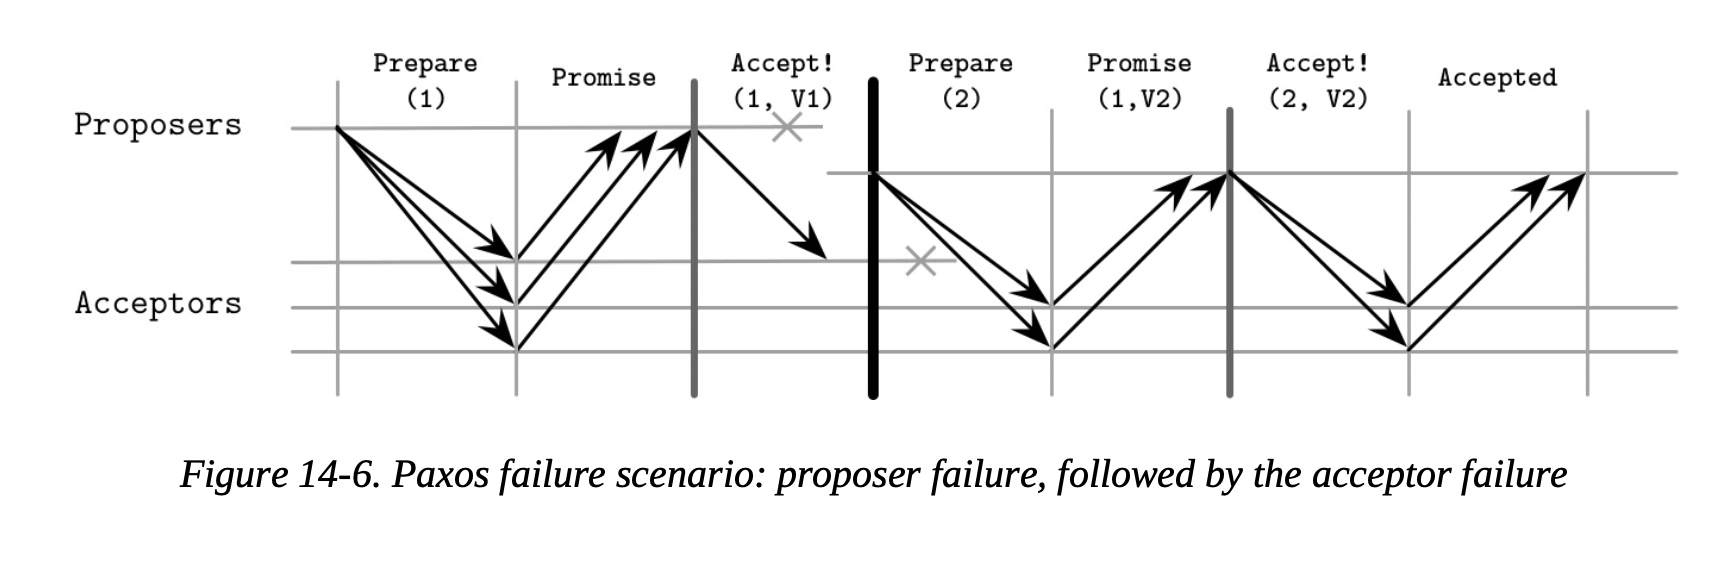 Prepare
(1)
Promise
Accept!
(1, V1)
Prepare
(2)
Promise
(1,V2)
Accept!
(2, V2)
Accepted
Proposers
Acceptors
Figure 14-6. Paxos failure scenario: proposer failure, followed by the acceptor failure